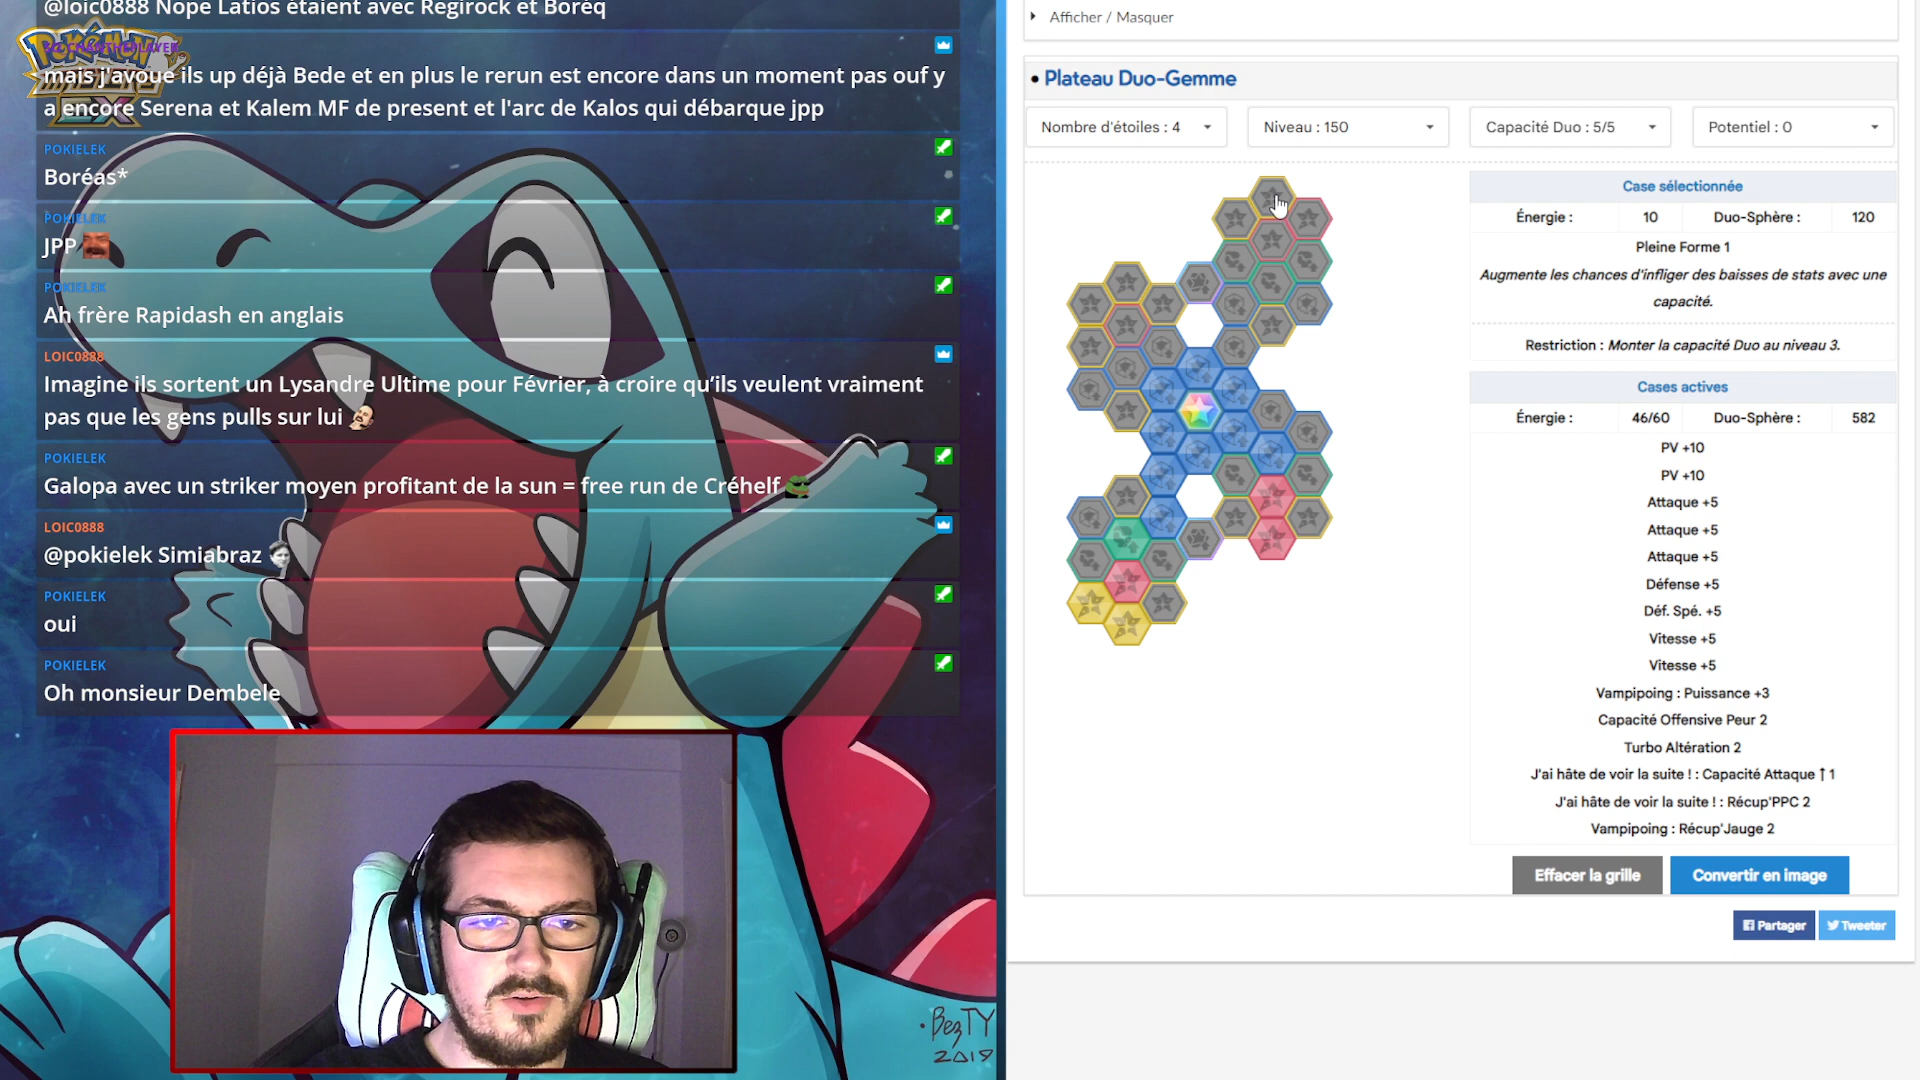 @loic0888 Nope Latios étaient avec Regirock et Boréq
mais j'avoue ils up déjà Bede et en plus le rerun est encore dans un moment pas ouf y
a encore Serena et Kalem MF de present et l'arc de Kalos qui débarque jpp
POKIELEK
Boréas*
POKIELEK
JPP
POKIELEK
Ah frère Rapidash en anglais
LOIC0888
Imagine ils sortent un Lysandre Ultime pour Février, à croire qu'ils veulent vraiment
pas que les gens pulls sur lui
POKIELEK
Galopa avec un striker moyen profitant de la sun = free run de Créhelf
LOIC0888
@pokielek Simiabraz
POKIELEK
oui
POKIELEK
Oh monsieur Dembele
•BezTY
2019
Afficher / Masquer
• Plateau Duo-Gemme
Nombre d'étoiles : 4
Niveau : 150
Capacité Duo : 5/5
Potentiel : 0
Case sélectionnée
Énergie : 10 Duo-Sphère : 120
Pleine Forme 1
Augmente les chances d'infliger des baisses de stats avec une
capacité.
Restriction : Monter la capacité Duo au niveau 3.
Cases actives
Énergie : 46/60 Duo-Sphère : 582
PV +10
PV +10
Attaque +5
Attaque +5
Attaque +5
Défense +5
Déf. Spé. +5
Vitesse +5
Vitesse +5
Vampipoing : Puissance +3
Capacité Offensive Peur 2
Turbo Altération 2
J'ai hâte de voir la suite ! : Capacité Attaque ↑ 1
J'ai hâte de voir la suite ! : Récup'PPC 2
Vampipoing : Récup'Jauge 2
Effacer la grille
Convertir en image
Partager
Tweeter